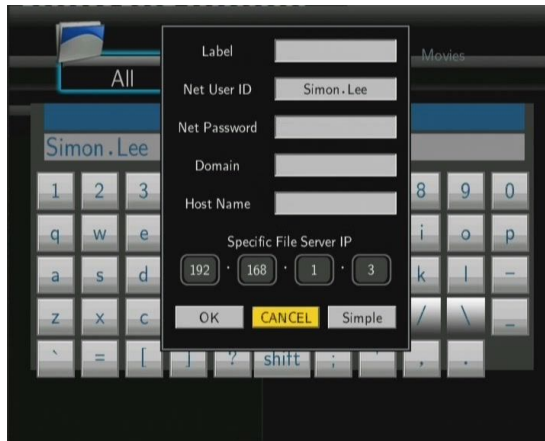 All
Movies
Label
Net User ID Simon.Lee
Net Password
Domain
Host Name
Specific File Server IP
192 · 168 · 1 · 3
OK CANCEL Simple
Simon.Lee
1 2 3 8 9 0
q w e i o p
a s d k l -
z x c / \ _
` = [ ] ? shift ; ' , .